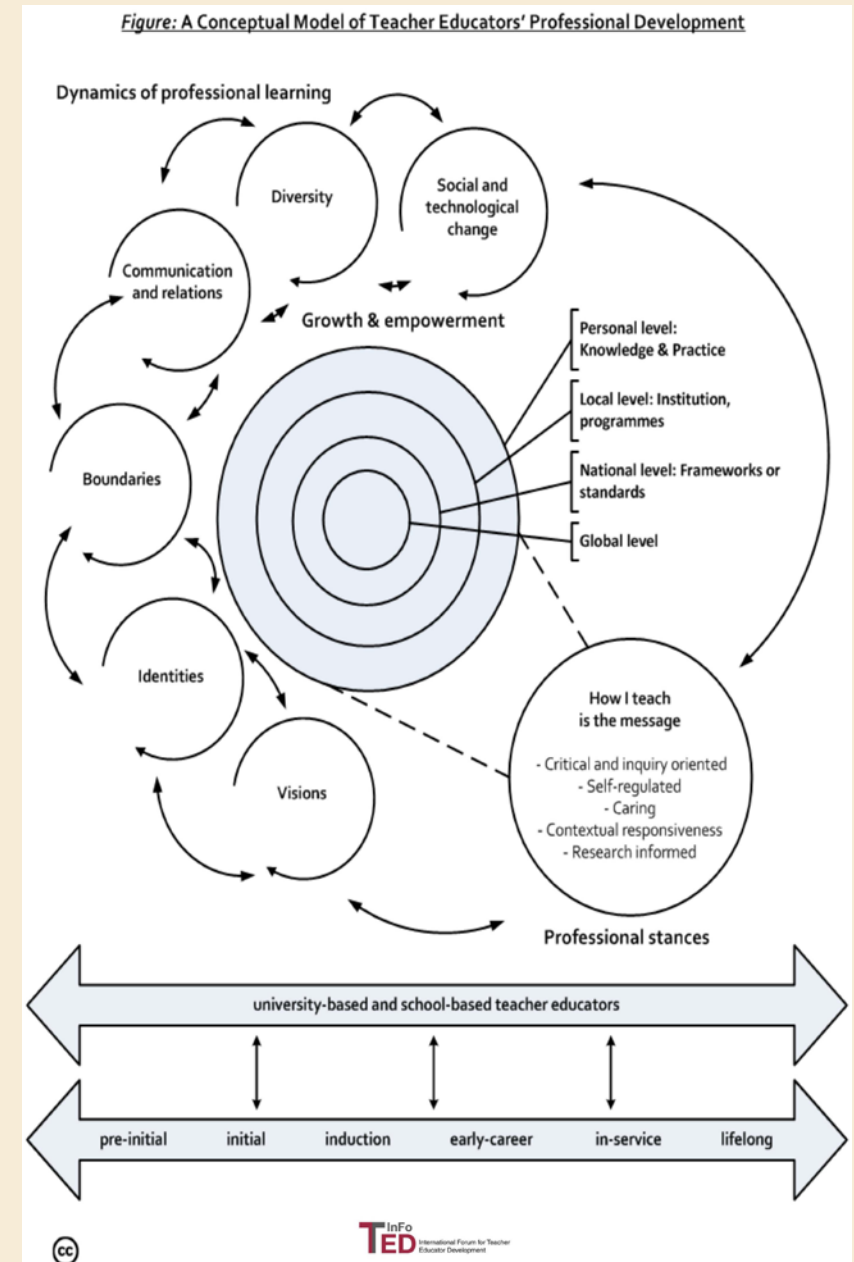 Figure: A Conceptual Model of Teacher Educators' Professional Development
Dynamics of professional learning
Diversity
Social and
technological
change
Communication
and relations
Growth & empowerment
Personal level:
Knowledge & Practice
Local level: Institution,
programmes
National level: Frameworks or
standards
Global level
Boundaries
Identities
Visions
How I teach
is the message
- Critical and inquiry oriented
- Self-regulated
- Caring
- Contextual responsiveness
- Research informed
Professional stances
university-based and school-based teacher educators
pre-initial initial induction early-career in-service lifelong
cc
InFo
TED
International Forum for Teacher
Educator Development